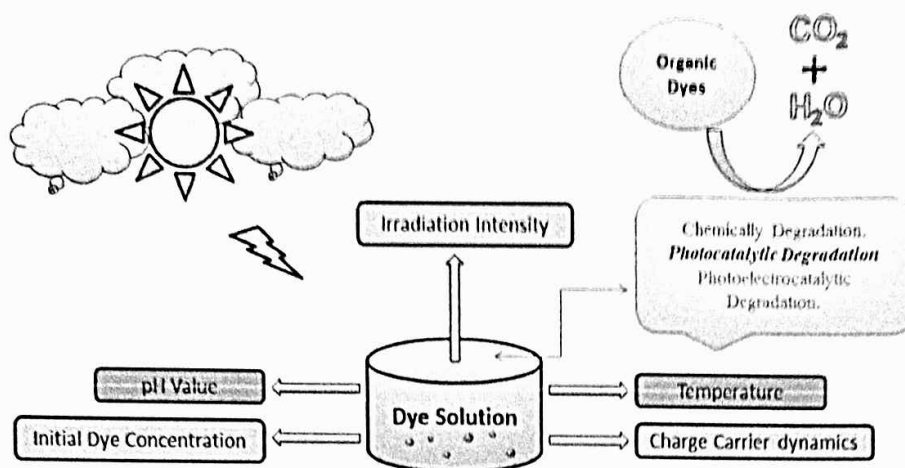 Organic
Dyes
CO₂
+
H₂O
Irradiation Intensity
Chemically Degradation.
Photocatalytic Degradation
Photoelectrocatalytic
Degradation.
pH Value
Temperature
Dye Solution
Initial Dye Concentration
Charge Carrier dynamics